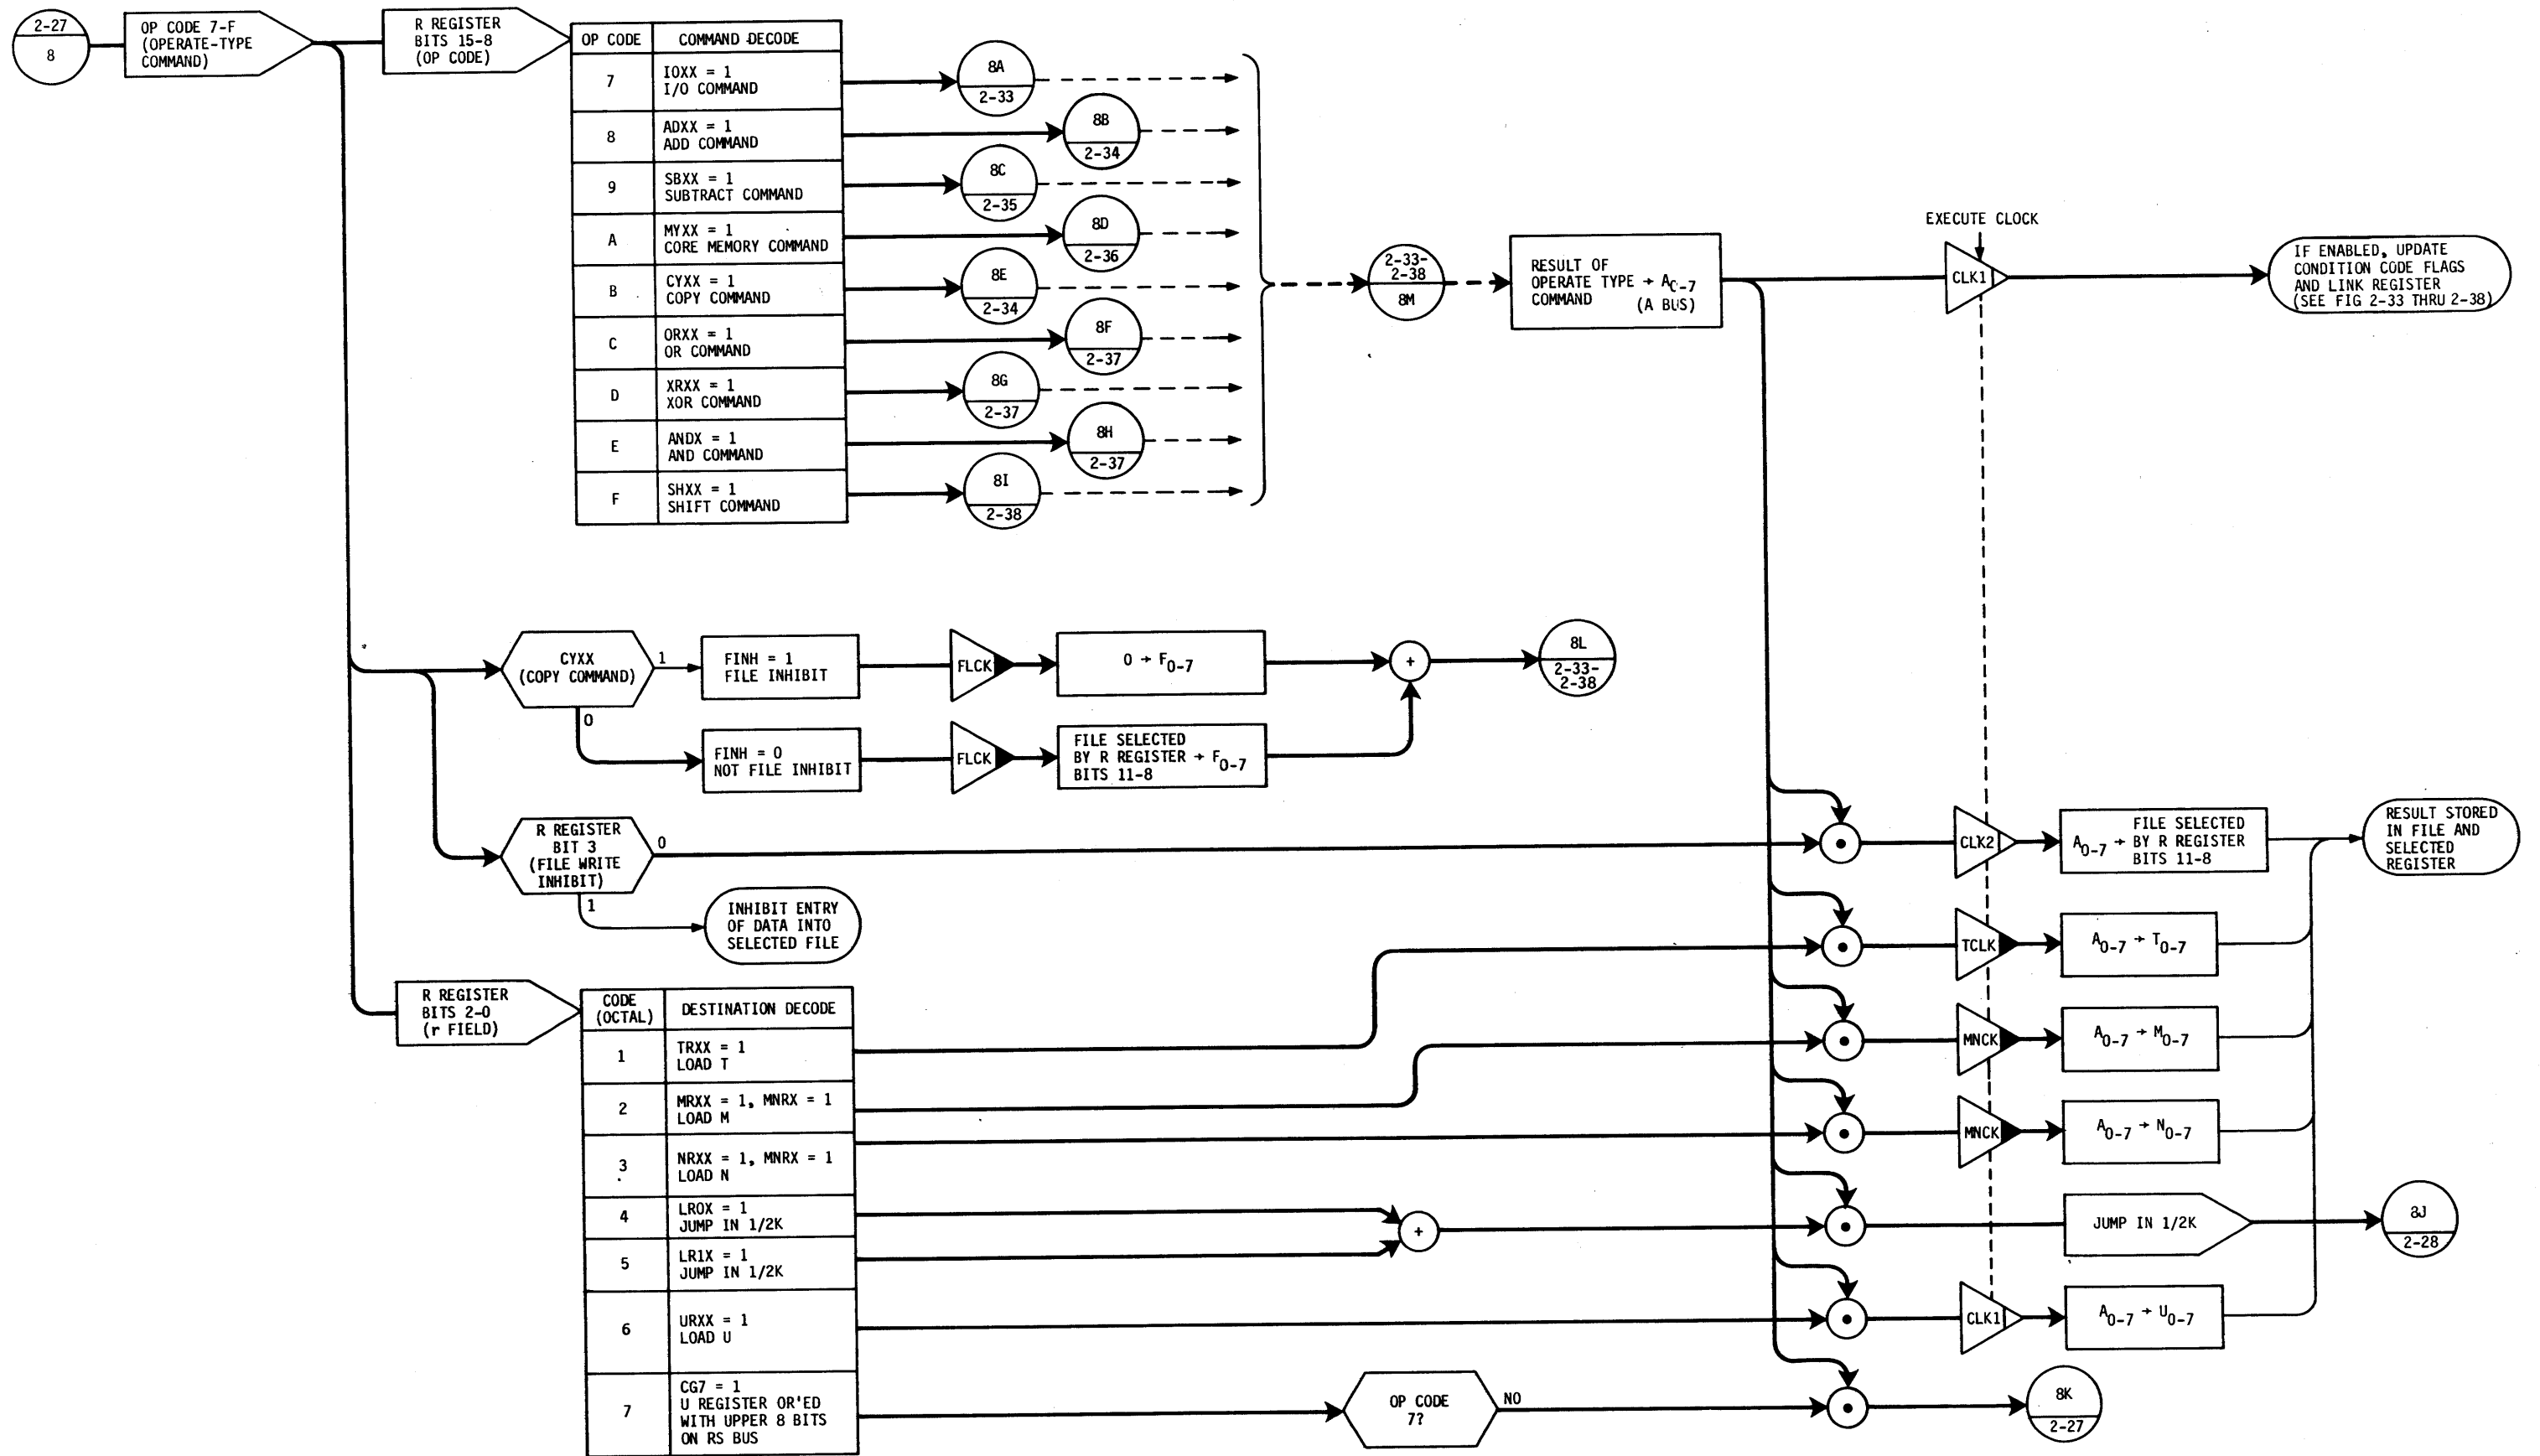 2-27
8
OP CODE 7-F
(OPERATE-TYPE
COMMAND)
R REGISTER
BITS 15-8
(OP CODE)
OP CODE
COMMAND DECODE
7
IOXX = 1
I/O COMMAND
8
ADXX = 1
ADD COMMAND
9
SBXX = 1
SUBTRACT COMMAND
A
MYXX = 1
CORE MEMORY COMMAND
B
CYXX = 1
COPY COMMAND
C
ORXX = 1
OR COMMAND
D
XRXX = 1
XOR COMMAND
E
ANDX = 1
AND COMMAND
F
SHXX = 1
SHIFT COMMAND
8A
2-33
8B
2-34
8C
2-35
8D
2-36
8E
2-34
8F
2-37
8G
2-37
8H
2-37
8I
2-38
2-33-
2-38
8M
RESULT OF
OPERATE TYPE → A0-7
COMMAND (A BUS)
EXECUTE CLOCK
CLK1
IF ENABLED, UPDATE
CONDITION CODE FLAGS
AND LINK REGISTER
(SEE FIG 2-33 THRU 2-38)
CYXX
(COPY COMMAND)
1
0
FINH = 1
FILE INHIBIT
FLCK
0 → F0-7
+
8L
2-33-
2-38
FINH = 0
NOT FILE INHIBIT
FLCK
FILE SELECTED
BY R REGISTER → F0-7
BITS 11-8
R REGISTER
BIT 3
(FILE WRITE
INHIBIT)
0
1
INHIBIT ENTRY
OF DATA INTO
SELECTED FILE
CLK2
FILE SELECTED
A0-7 → BY R REGISTER
BITS 11-8
RESULT STORED
IN FILE AND
SELECTED
REGISTER
TCLK
A0-7 → T0-7
MNCK
A0-7 → M0-7
MNCK
A0-7 → N0-7
JUMP IN 1/2K
8J
2-28
CLK1
A0-7 → U0-7
R REGISTER
BITS 2-0
(r FIELD)
CODE
(OCTAL)
DESTINATION DECODE
1
TRXX = 1
LOAD T
2
MRXX = 1, MNRX = 1
LOAD M
3
NRXX = 1, MNRX = 1
LOAD N
4
LR0X = 1
JUMP IN 1/2K
5
LR1X = 1
JUMP IN 1/2K
+
6
URXX = 1
LOAD U
7
CG7 = 1
U REGISTER OR'ED
WITH UPPER 8 BITS
ON RS BUS
OP CODE
7?
NO
8K
2-27